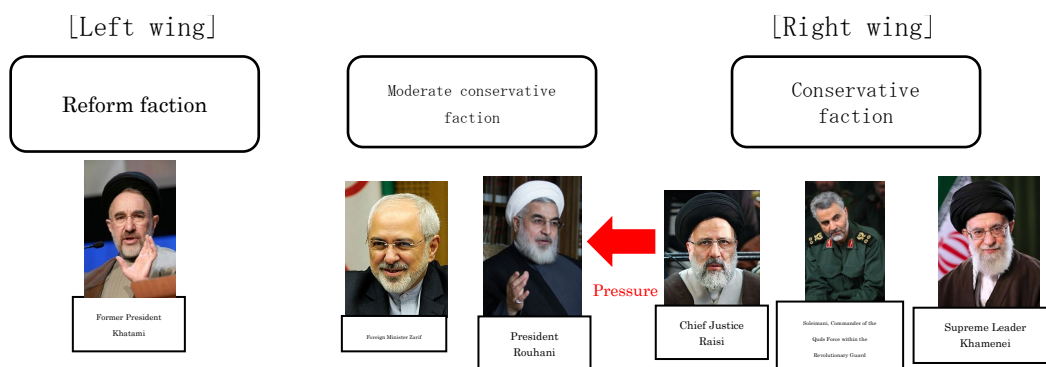 [Left wing]
[Right wing]
Reform faction
Moderate conservative
faction
Conservative
faction
Pressure
Former President
Khatami
Foreign Minister Zarif
President
Rouhani
Chief Justice
Raisi
Soleimani, Commander of the
Quds Force within the
Revolutionary Guard
Supreme Leader
Khamenei